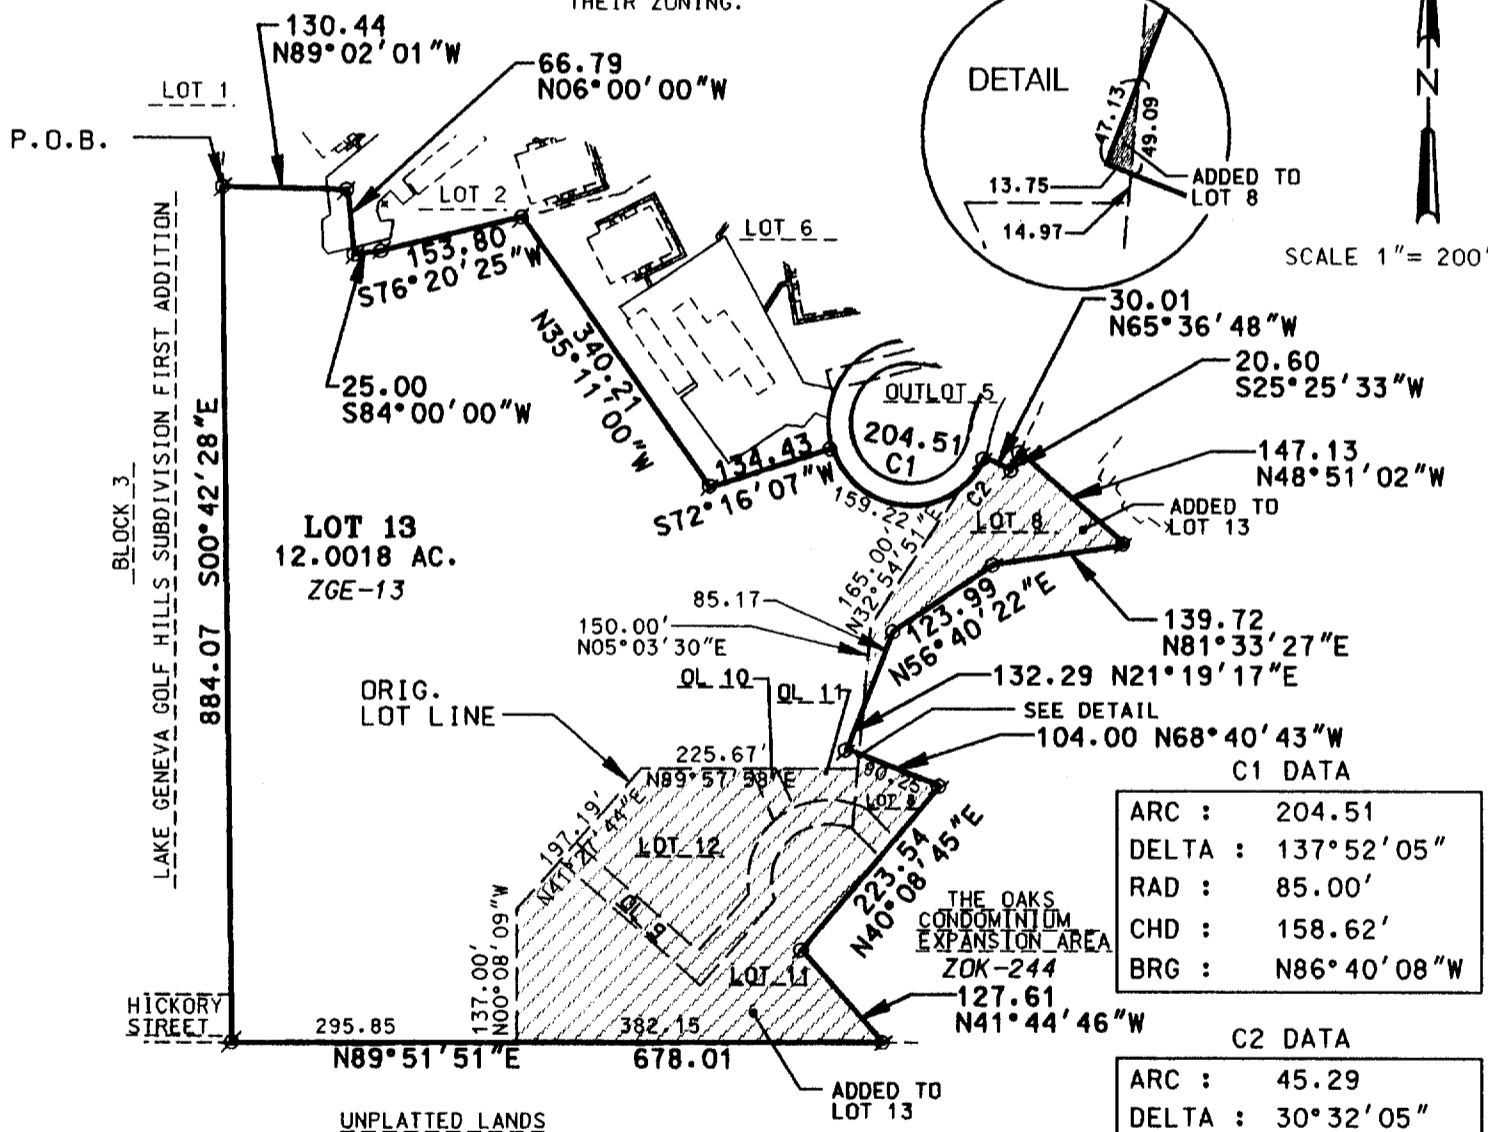 THEIR ZONING.
130.44
N89°02'01"W
66.79
N06°00'00"W
LOT 1
P.O.B.
LOT 2
LOT 6
DETAIL
47.13
49.09
13.75
14.97
ADDED TO
LOT 8
N
SCALE 1"= 200'
153.80
S76°20'25"W
25.00
S84°00'00"W
340.21
N35°11'00"W
134.43
S72°16'07"W
OUTLOT 5
204.51
C1
30.01
N65°36'48"W
20.60
S25°25'33"W
147.13
N48°51'02"W
ADDED TO
LOT 13
C2
LOT 8
159.22'
165.00'
N32°54'51"E
BLOCK 3
LAKE GENEVA GOLF HILLS SUBDIVISION FIRST ADDITION
884.07 S00°42'28"E
LOT 13
12.0018 AC.
ZGE-13
85.17
150.00'
N05°03'30"E
123.99
N56°40'22"E
139.72
N81°33'27"E
132.29 N21°19'17"E
SEE DETAIL
104.00 N68°40'43"W
ORIG.
LOT LINE
OL 10
OL 11
225.67'
N89°57'58"E
LOT 8
197.19'
N41°27'44"E
LOT 12
OL 9
LOT 11
223.54
N40°08'45"E
THE OAKS
CONDOMINIUM
EXPANSION AREA
ZOK-244
127.61
N41°44'46"W
137.00'
N00°08'09"W
HICKORY
STREET
295.85
382.15
N89°51'51"E 678.01
ADDED TO
LOT 13
UNPLATTED LANDS
C1 DATA
ARC : 204.51
DELTA : 137°52'05"
RAD : 85.00'
CHD : 158.62'
BRG : N86°40'08"W
C2 DATA
ARC : 45.29
DELTA : 30°32'05"